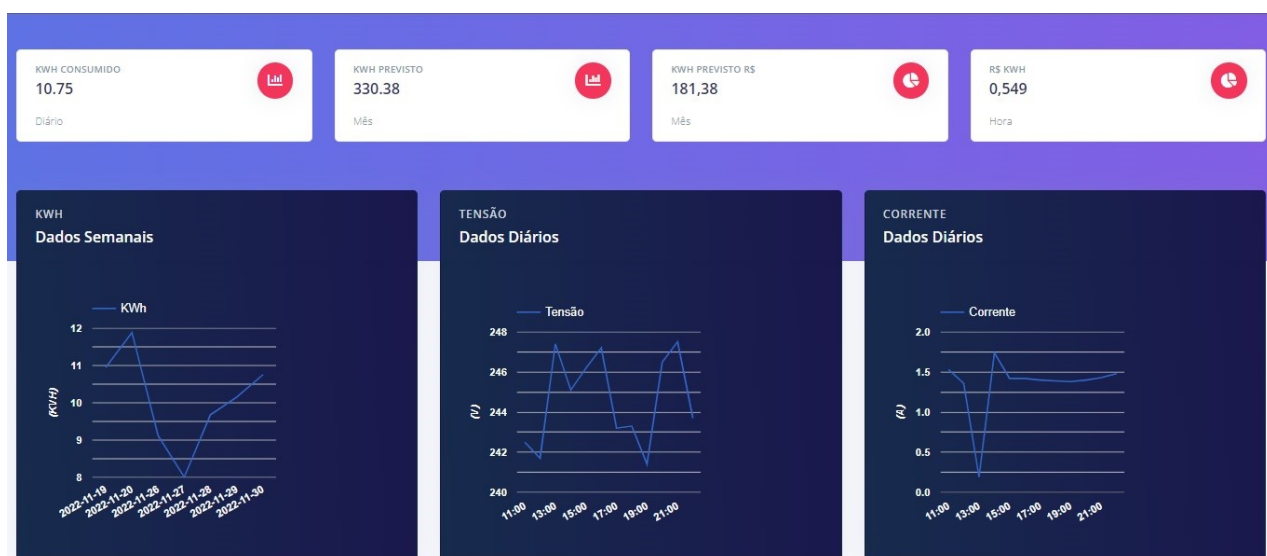 KWH CONSUMIDO
10.75
Diário
KWH PREVISTO
330.38
Mês
KWH PREVISTO R$
181,38
Mês
R$ KWH
0,549
Hora
KWH
Dados Semanais
KWh
12
11
10
9
8
(KVH)
2022-11-19
2022-11-20
2022-11-26
2022-11-27
2022-11-28
2022-11-29
2022-11-30
TENSÃO
Dados Diários
Tensão
248
246
244
242
240
(V)
11:00
13:00
15:00
17:00
19:00
21:00
CORRENTE
Dados Diários
Corrente
2.0
1.5
1.0
0.5
0.0
(A)
11:00
13:00
15:00
17:00
19:00
21:00